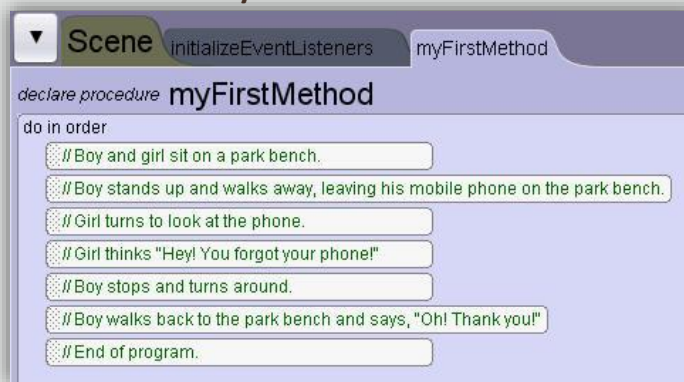 Scene initializeEventListeners myFirstMethod
declare procedure myFirstMethod
do in order
// Boy and girl sit on a park bench.
// Boy stands up and walks away, leaving his mobile phone on the park bench.
// Girl turns to look at the phone.
// Girl thinks "Hey! You forgot your phone!"
// Boy stops and turns around.
// Boy walks back to the park bench and says, "Oh! Thank you!"
// End of program.